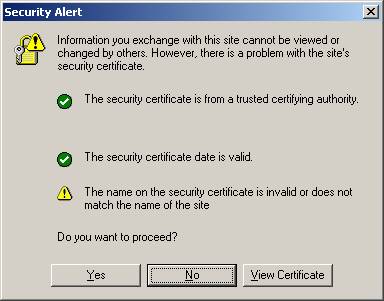 Security Alert
Information you exchange with this site cannot be viewed or
changed by others. However, there is a problem with the site's
security certificate.
The security certificate is from a trusted certifying authority.
The security certificate date is valid.
The name on the security certificate is invalid or does not
match the name of the site
Do you want to proceed?
Yes
No
View Certificate